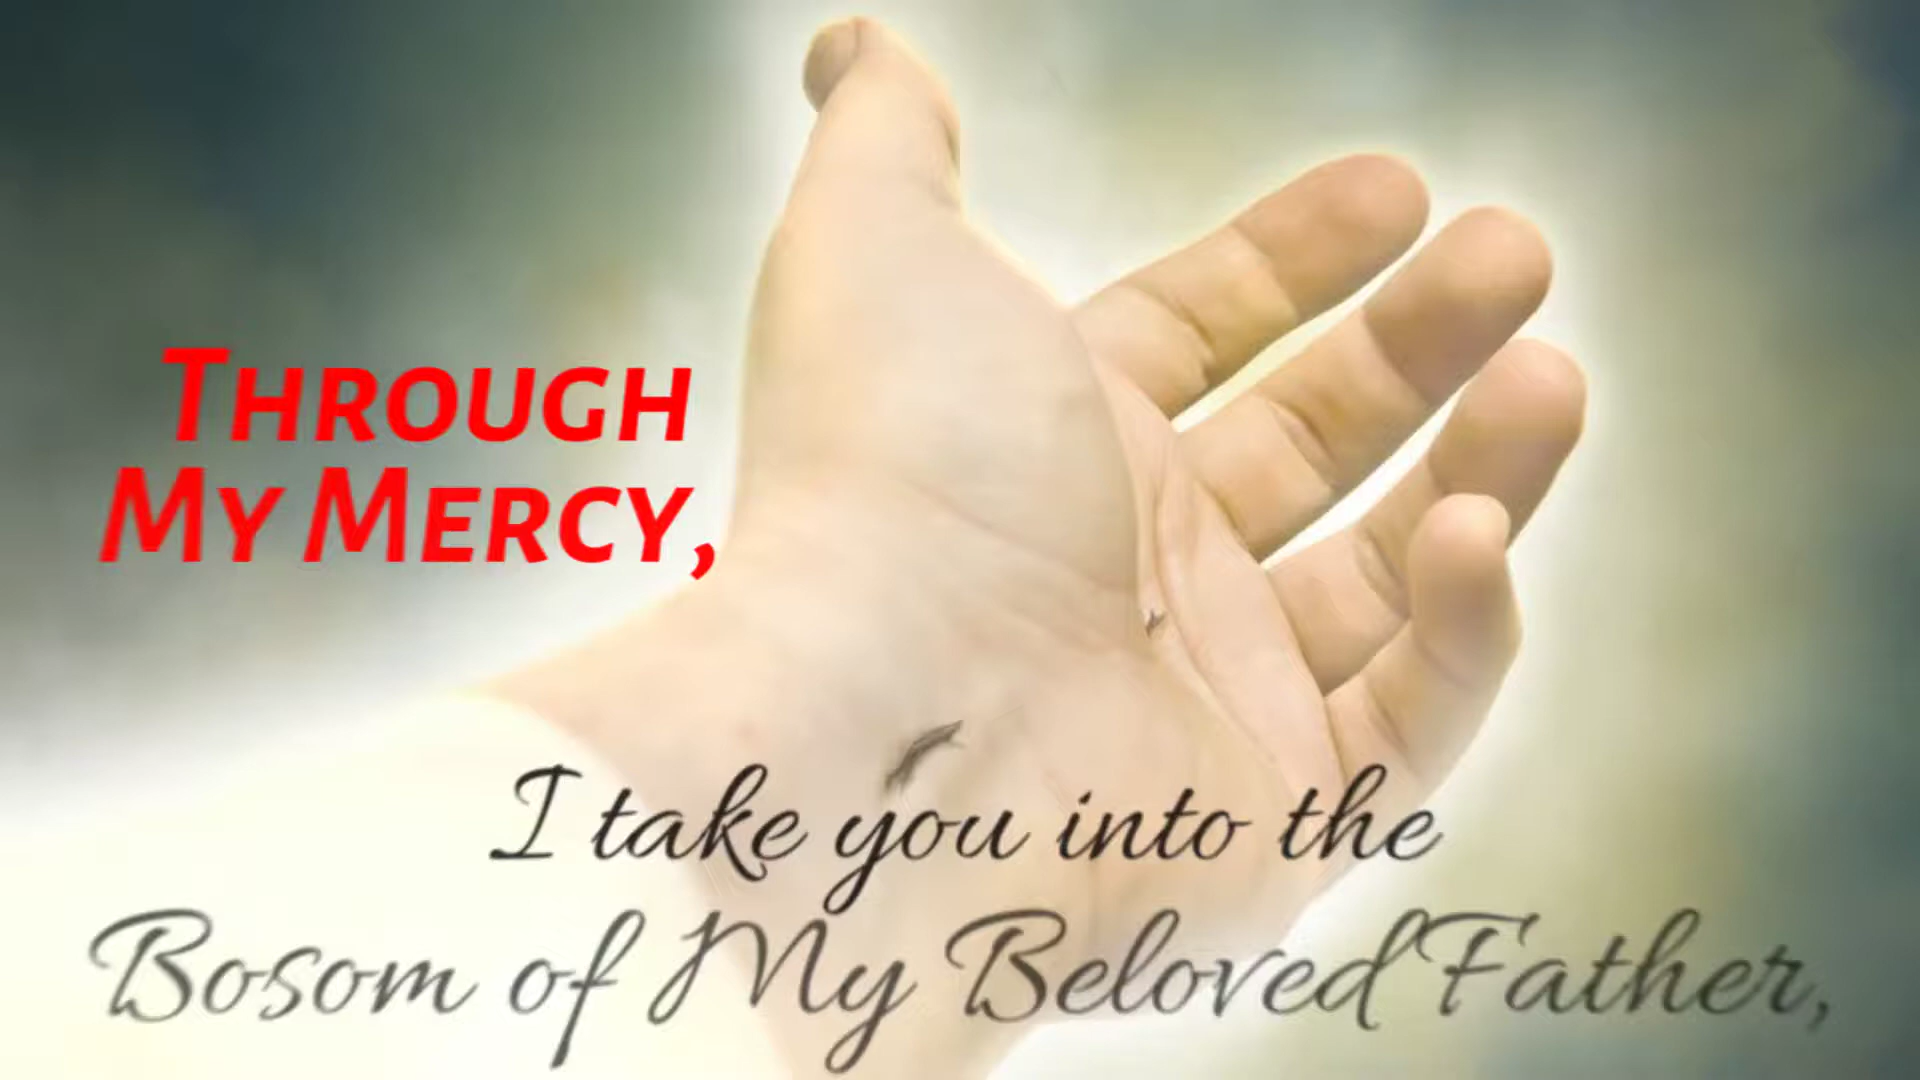 THROUGH
MY MERCY,
I take you into the
Bosom of My Beloved Father,